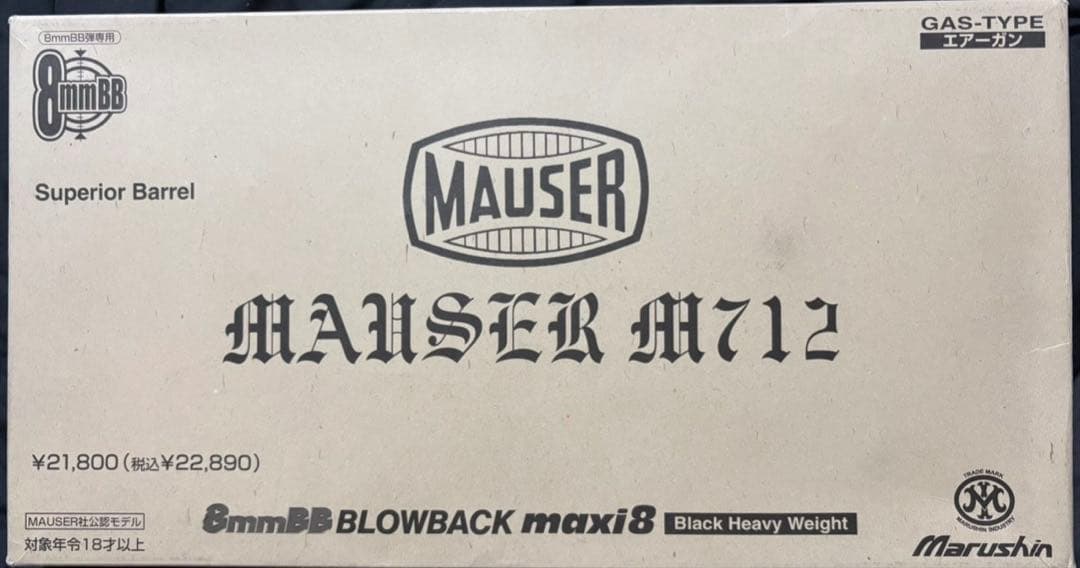 8mmBB弾専用
8mmBB
Superior Barrel
GAS-TYPE
エアーガン
MAUSER
MAUSER M712
¥21,800(税込¥22,890)
MAUSER社公認モデル
対象年令18才以上
8mmBB BLOWBACK maxi8 Black Heavy Weight
TRADE MARK
MARUSHIN INDUSTRY
Marushin